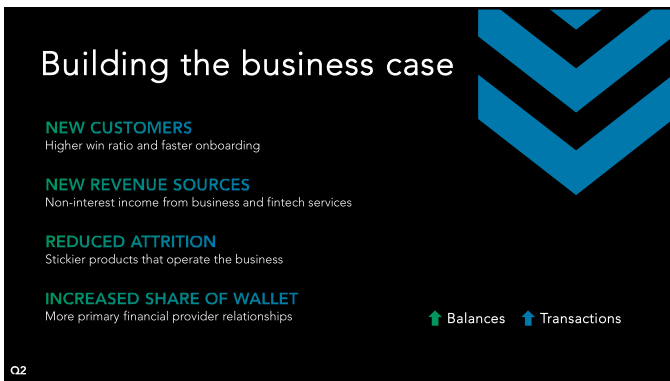 Building the business case
NEW CUSTOMERS
Higher win ratio and faster onboarding
NEW REVENUE SOURCES
Non-interest income from business and fintech services
REDUCED ATTRITION
Stickier products that operate the business
INCREASED SHARE OF WALLET
More primary financial provider relationships
Balances Transactions
Q2